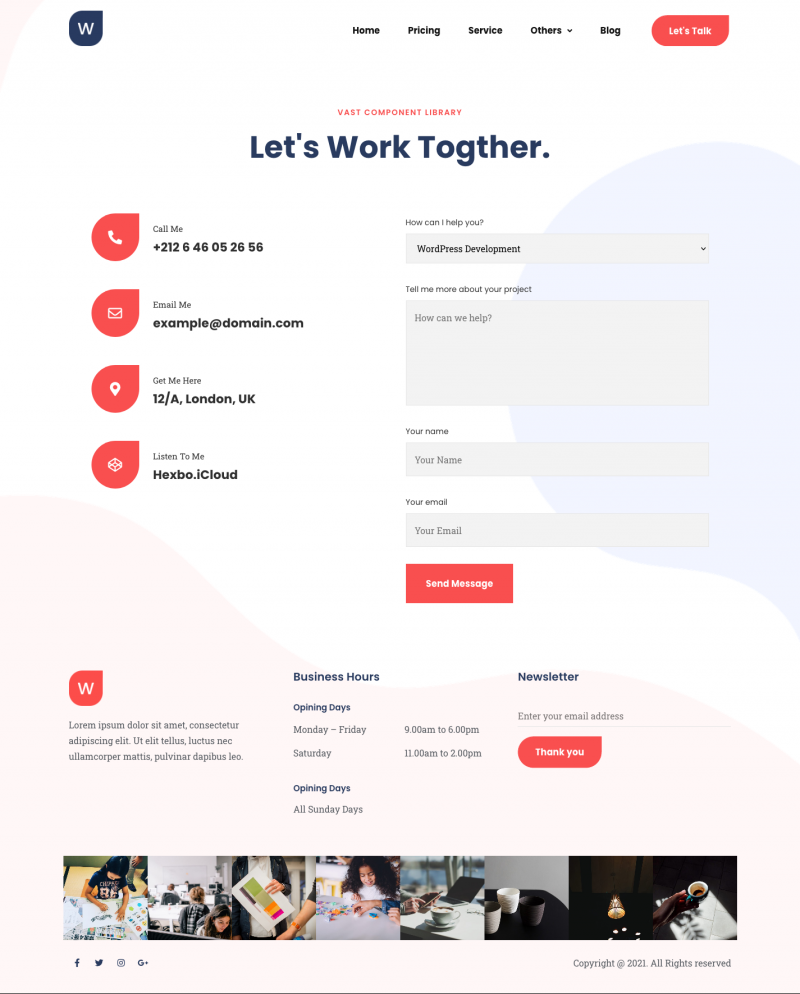 W
Home Pricing Service Others Blog Let's Talk
VAST COMPONENT LIBRARY
Let's Work Togther.
Call Me
+212 6 46 05 26 56
Email Me
example@domain.com
Get Me Here
12/A, London, UK
Listen To Me
Hexbo.iCloud
How can I help you?
WordPress Development
Tell me more about your project
How can we help?
Your name
Your Name
Your email
Your Email
Send Message
W
Lorem ipsum dolor sit amet, consectetur
adipiscing elit. Ut elit tellus, luctus nec
ullamcorper mattis, pulvinar dapibus leo.
Business Hours
Opining Days
Monday – Friday 9.00am to 6.00pm
Saturday 11.00am to 2.00pm
Opining Days
All Sunday Days
Newsletter
Enter your email address
Thank you
Copyright @ 2021. All Rights reserved